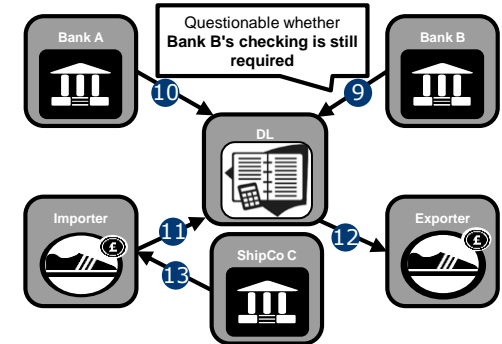 Questionable whether
Bank B's checking is still
required
Bank A
Bank B
10
9
DL
Importer
£
11
12
Exporter
£
ShipCo C
13